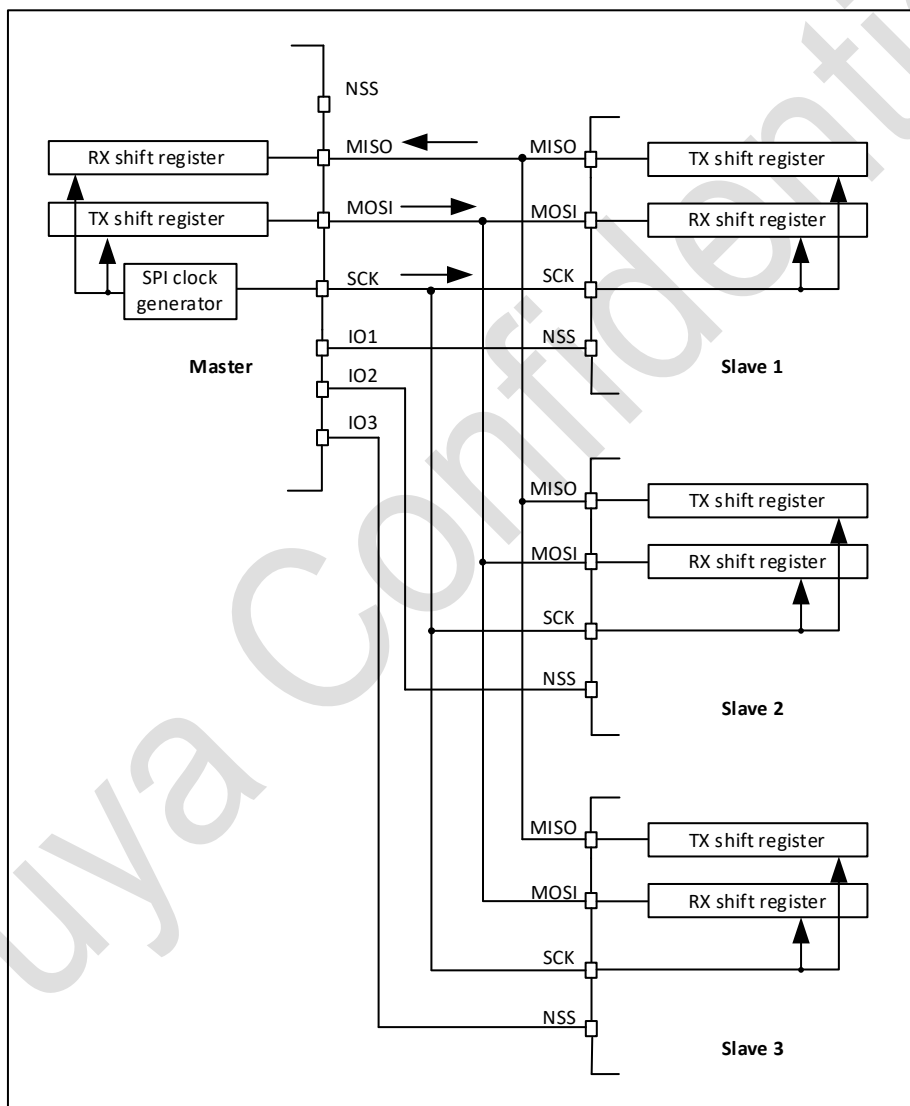 NSS
MISO
MISO
RX shift register
TX shift register
MOSI
MOSI
TX shift register
RX shift register
SCK
SCK
SPI clock
generator
IO1
NSS
Master
Slave 1
IO2
IO3
MISO
TX shift register
MOSI
RX shift register
SCK
NSS
Slave 2
MISO
TX shift register
MOSI
RX shift register
SCK
NSS
Slave 3
uya Confidenti